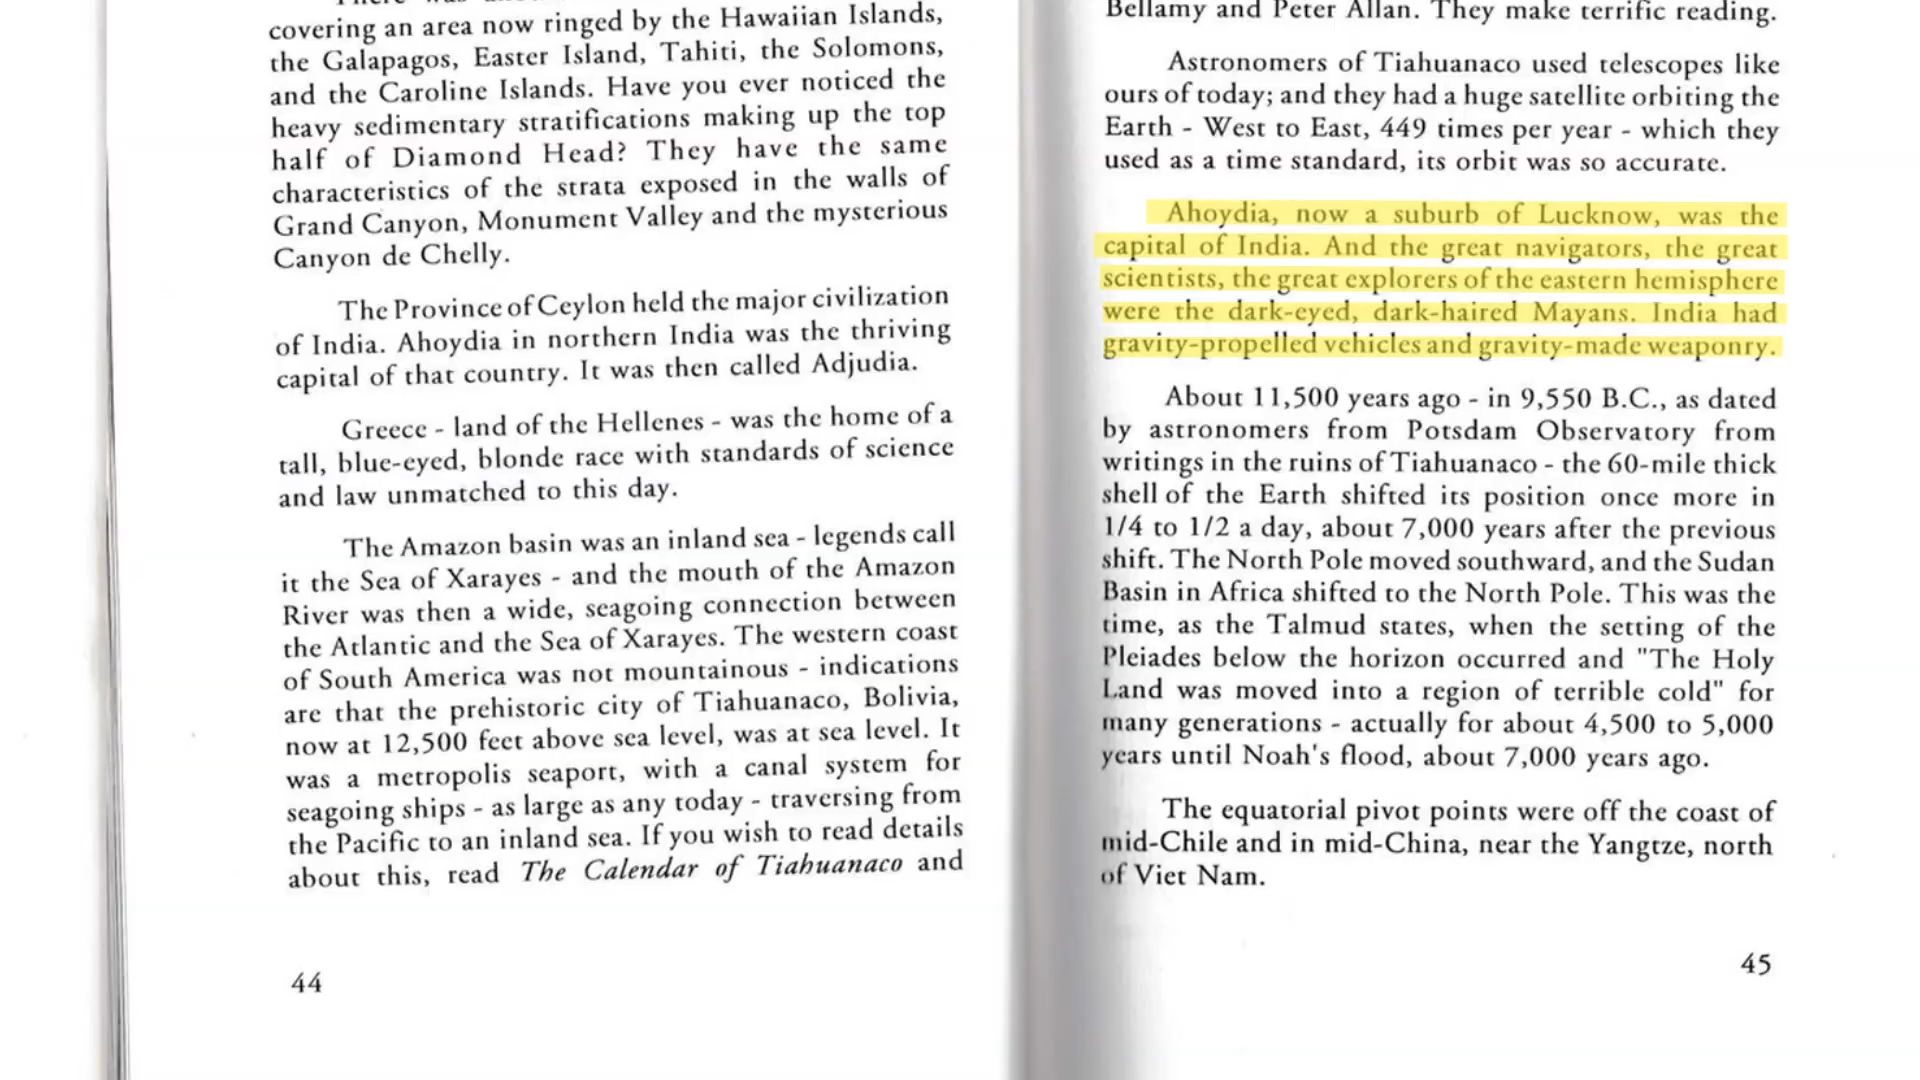 covering an area now ringed by the Hawaiian Islands,
the Galapagos, Easter Island, Tahiti, the Solomons,
and the Caroline Islands. Have you ever noticed the
heavy sedimentary stratifications making up the top
half of Diamond Head? They have the same
characteristics of the strata exposed in the walls of
Grand Canyon, Monument Valley and the mysterious
Canyon de Chelly.
The Province of Ceylon held the major civilization
of India. Ahoydia in northern India was the thriving
capital of that country. It was then called Adjudia.
Greece - land of the Hellenes - was the home of a
tall, blue-eyed, blonde race with standards of science
and law unmatched to this day.
The Amazon basin was an inland sea - legends call
it the Sea of Xarayes - and the mouth of the Amazon
River was then a wide, seagoing connection between
the Atlantic and the Sea of Xarayes. The western coast
of South America was not mountainous - indications
are that the prehistoric city of Tiahuanaco, Bolivia,
now at 12,500 feet above sea level, was at sea level. It
was a metropolis seaport, with a canal system for
seagoing ships - as large as any today - traversing from
the Pacific to an inland sea. If you wish to read details
about this, read The Calendar of Tiahuanaco and
44
Bellamy and Peter Allan. They make terrific reading.
Astronomers of Tiahuanaco used telescopes like
ours of today; and they had a huge satellite orbiting the
Earth - West to East, 449 times per year - which they
used as a time standard, its orbit was so accurate.
Ahoydia, now a suburb of Lucknow, was the
capital of India. And the great navigators, the great
scientists, the great explorers of the eastern hemisphere
were the dark-eyed, dark-haired Mayans. India had
gravity-propelled vehicles and gravity-made weaponry.
About 11,500 years ago - in 9,550 B.C., as dated
by astronomers from Potsdam Observatory from
writings in the ruins of Tiahuanaco - the 60-mile thick
shell of the Earth shifted its position once more in
1/4 to 1/2 a day, about 7,000 years after the previous
shift. The North Pole moved southward, and the Sudan
Basin in Africa shifted to the North Pole. This was the
time, as the Talmud states, when the setting of the
Pleiades below the horizon occurred and "The Holy
Land was moved into a region of terrible cold" for
many generations - actually for about 4,500 to 5,000
years until Noah's flood, about 7,000 years ago.
The equatorial pivot points were off the coast of
mid-Chile and in mid-China, near the Yangtze, north
of Viet Nam.
45